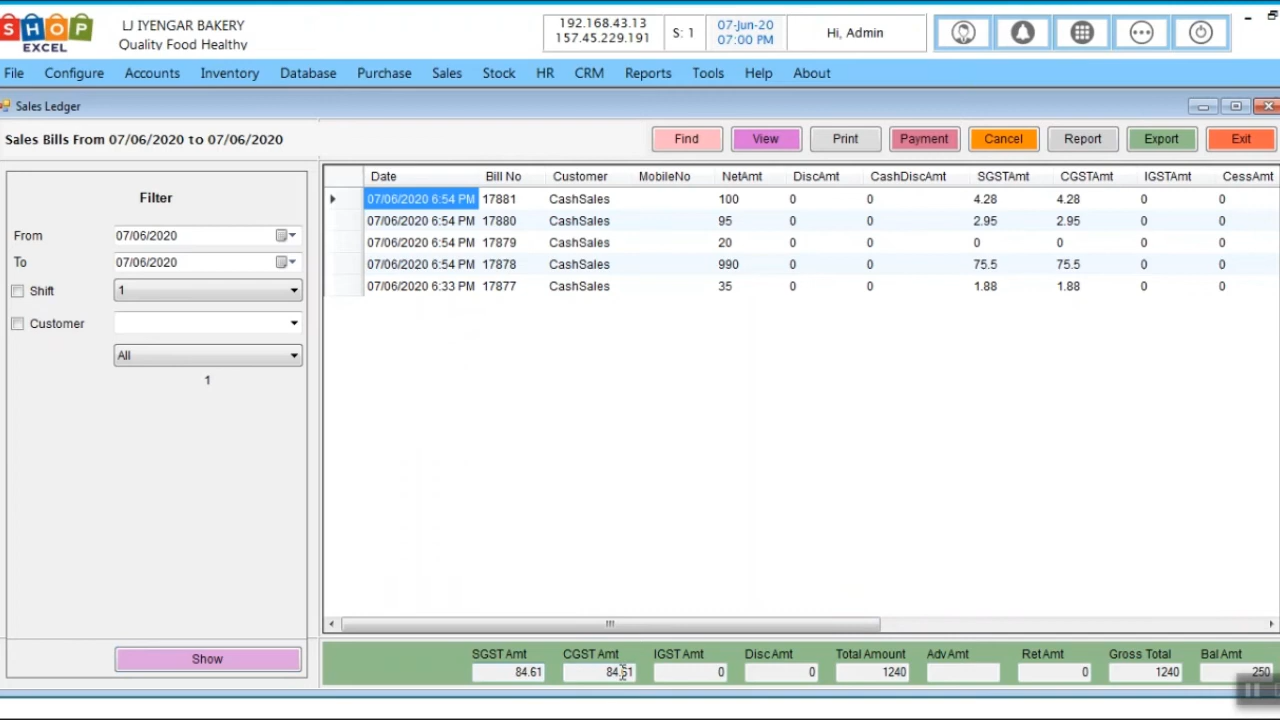 SHOP
EXCEL
LJ IYENGAR BAKERY
Quality Food Healthy
192.168.43.13
157.45.229.191
S: 1
07-Jun-20
07:00 PM
Hi, Admin
File Configure Accounts Inventory Database Purchase Sales Stock HR CRM Reports Tools Help About
Sales Ledger
Sales Bills From 07/06/2020 to 07/06/2020
Find View Print Payment Cancel Report Export Exit
Filter
From 07/06/2020
To 07/06/2020
Shift 1
Customer
All
1
Show
Date Bill No Customer MobileNo NetAmt DiscAmt CashDiscAmt SGSTAmt CGSTAmt IGSTAmt CessAmt
07/06/2020 6:54 PM 17881 CashSales 100 0 0 4.28 4.28 0 0
07/06/2020 6:54 PM 17880 CashSales 95 0 0 2.95 2.95 0 0
07/06/2020 6:54 PM 17879 CashSales 20 0 0 0 0 0 0
07/06/2020 6:54 PM 17878 CashSales 990 0 0 75.5 75.5 0 0
07/06/2020 6:33 PM 17877 CashSales 35 0 0 1.88 1.88 0 0
SGST Amt CGST Amt IGST Amt Disc Amt Total Amount Adv Amt Ret Amt Gross Total Bal Amt
84.61 84.61 0 0 1240 0 1240 250